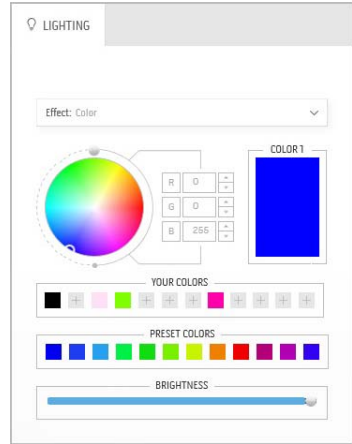 LIGHTING
Effect: Color
COLOR 1
R 0
G 0
B 255
YOUR COLORS
PRESET COLORS
BRIGHTNESS